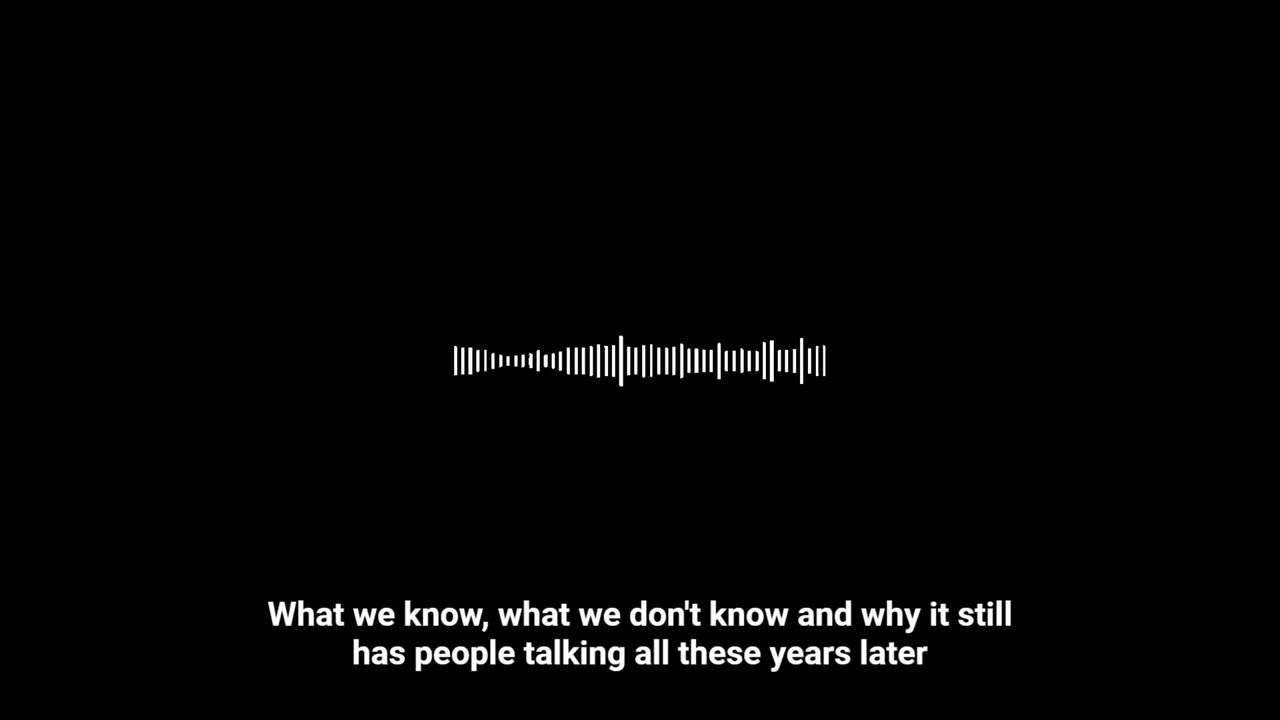 What we know, what we don't know and why it still
has people talking all these years later